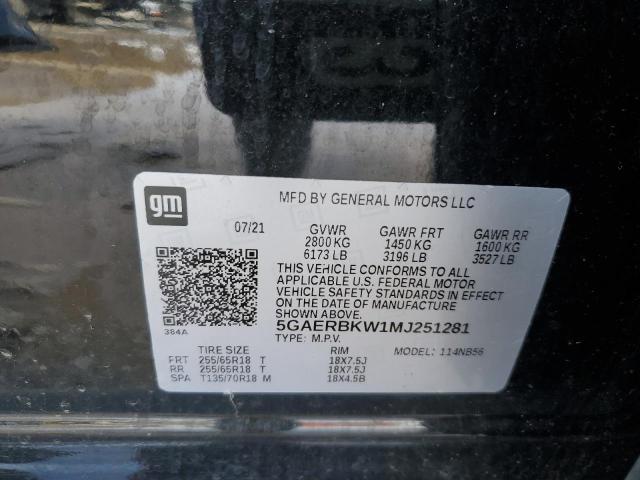 gm
MFD BY GENERAL MOTORS LLC
07/21 GVWR GAWR FRT GAWR RR
2800 KG 1450 KG 1600 KG
6173 LB 3196 LB 3527 LB
THIS VEHICLE CONFORMS TO ALL
APPLICABLE U.S. FEDERAL MOTOR
VEHICLE SAFETY STANDARDS IN EFFECT
ON THE DATE OF MANUFACTURE
SHOWN ABOVE.
384A
5GAERBKW1MJ251281
TYPE: M.P.V. MODEL: 114NB56
TIRE SIZE RIM
FRT 255/65R18 T 18X7.5J
RR 255/65R18 T 18X7.5J
SPA T135/70R18 M 18X4.5B